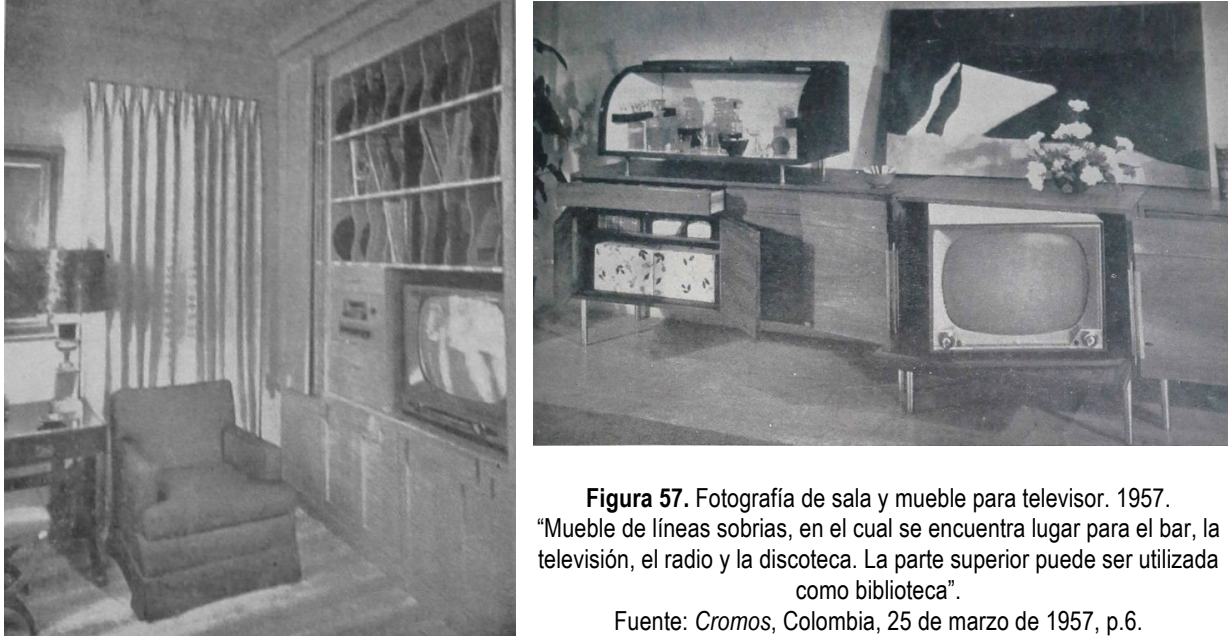 Figura 57. Fotografía de sala y mueble para televisor. 1957.
“Mueble de líneas sobrias, en el cual se encuentra lugar para el bar, la
televisión, el radio y la discoteca. La parte superior puede ser utilizada
como biblioteca”.
Fuente: Cromos, Colombia, 25 de marzo de 1957, p.6.